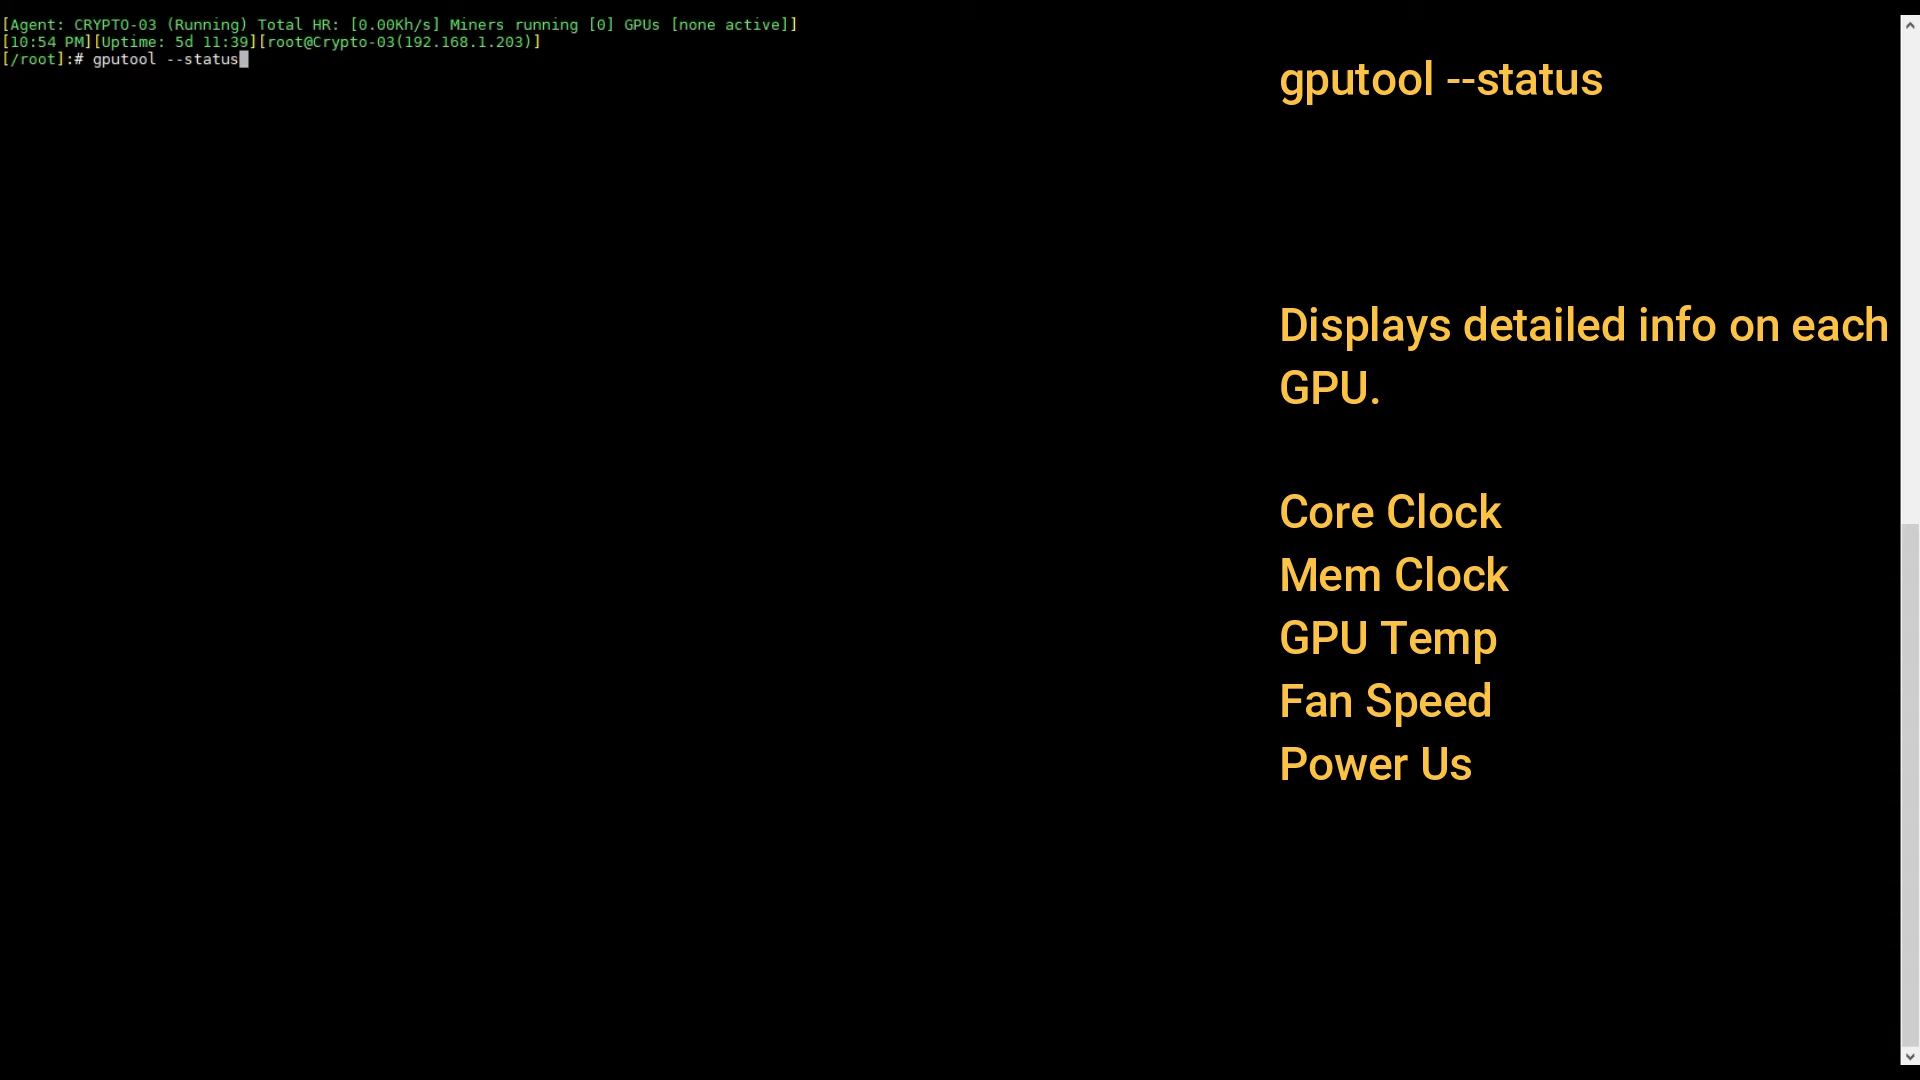 [Agent: CRYPTO-03 (Running) Total HR: [0.00Kh/s] Miners running [0] GPUs [none active]]
[10:54 PM][Uptime: 5d 11:39][root@Crypto-03(192.168.1.203)]
[/root]:# gputool --status
gputool --status
Displays detailed info on each
GPU.
Core Clock
Mem Clock
GPU Temp
Fan Speed
Power Us